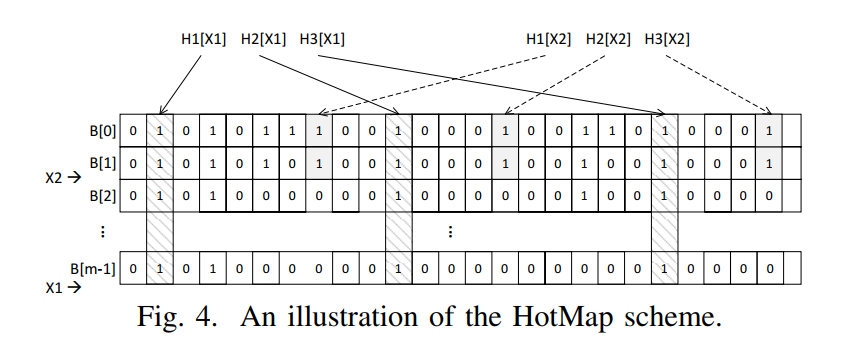 H1[X1] H2[X1] H3[X1] H1[X2] H2[X2] H3[X2]
B[0] 0 1 0 1 0 1 1 1 0 0 1 0 0 0 1 0 0 1 1 0 1 0 0 0 1
B[1] 0 1 0 1 0 1 0 1 0 0 1 0 0 0 1 0 0 1 0 0 1 0 0 0 1
X2 →
B[2] 0 1 0 1 0 0 0 0 0 0 1 0 0 0 0 0 0 1 0 0 1 0 0 0 0
⋮ ⋮
B[m-1] 0 1 0 1 0 0 0 0 0 0 1 0 0 0 0 0 0 0 0 0 1 0 0 0 0
X1 →
Fig. 4. An illustration of the HotMap scheme.